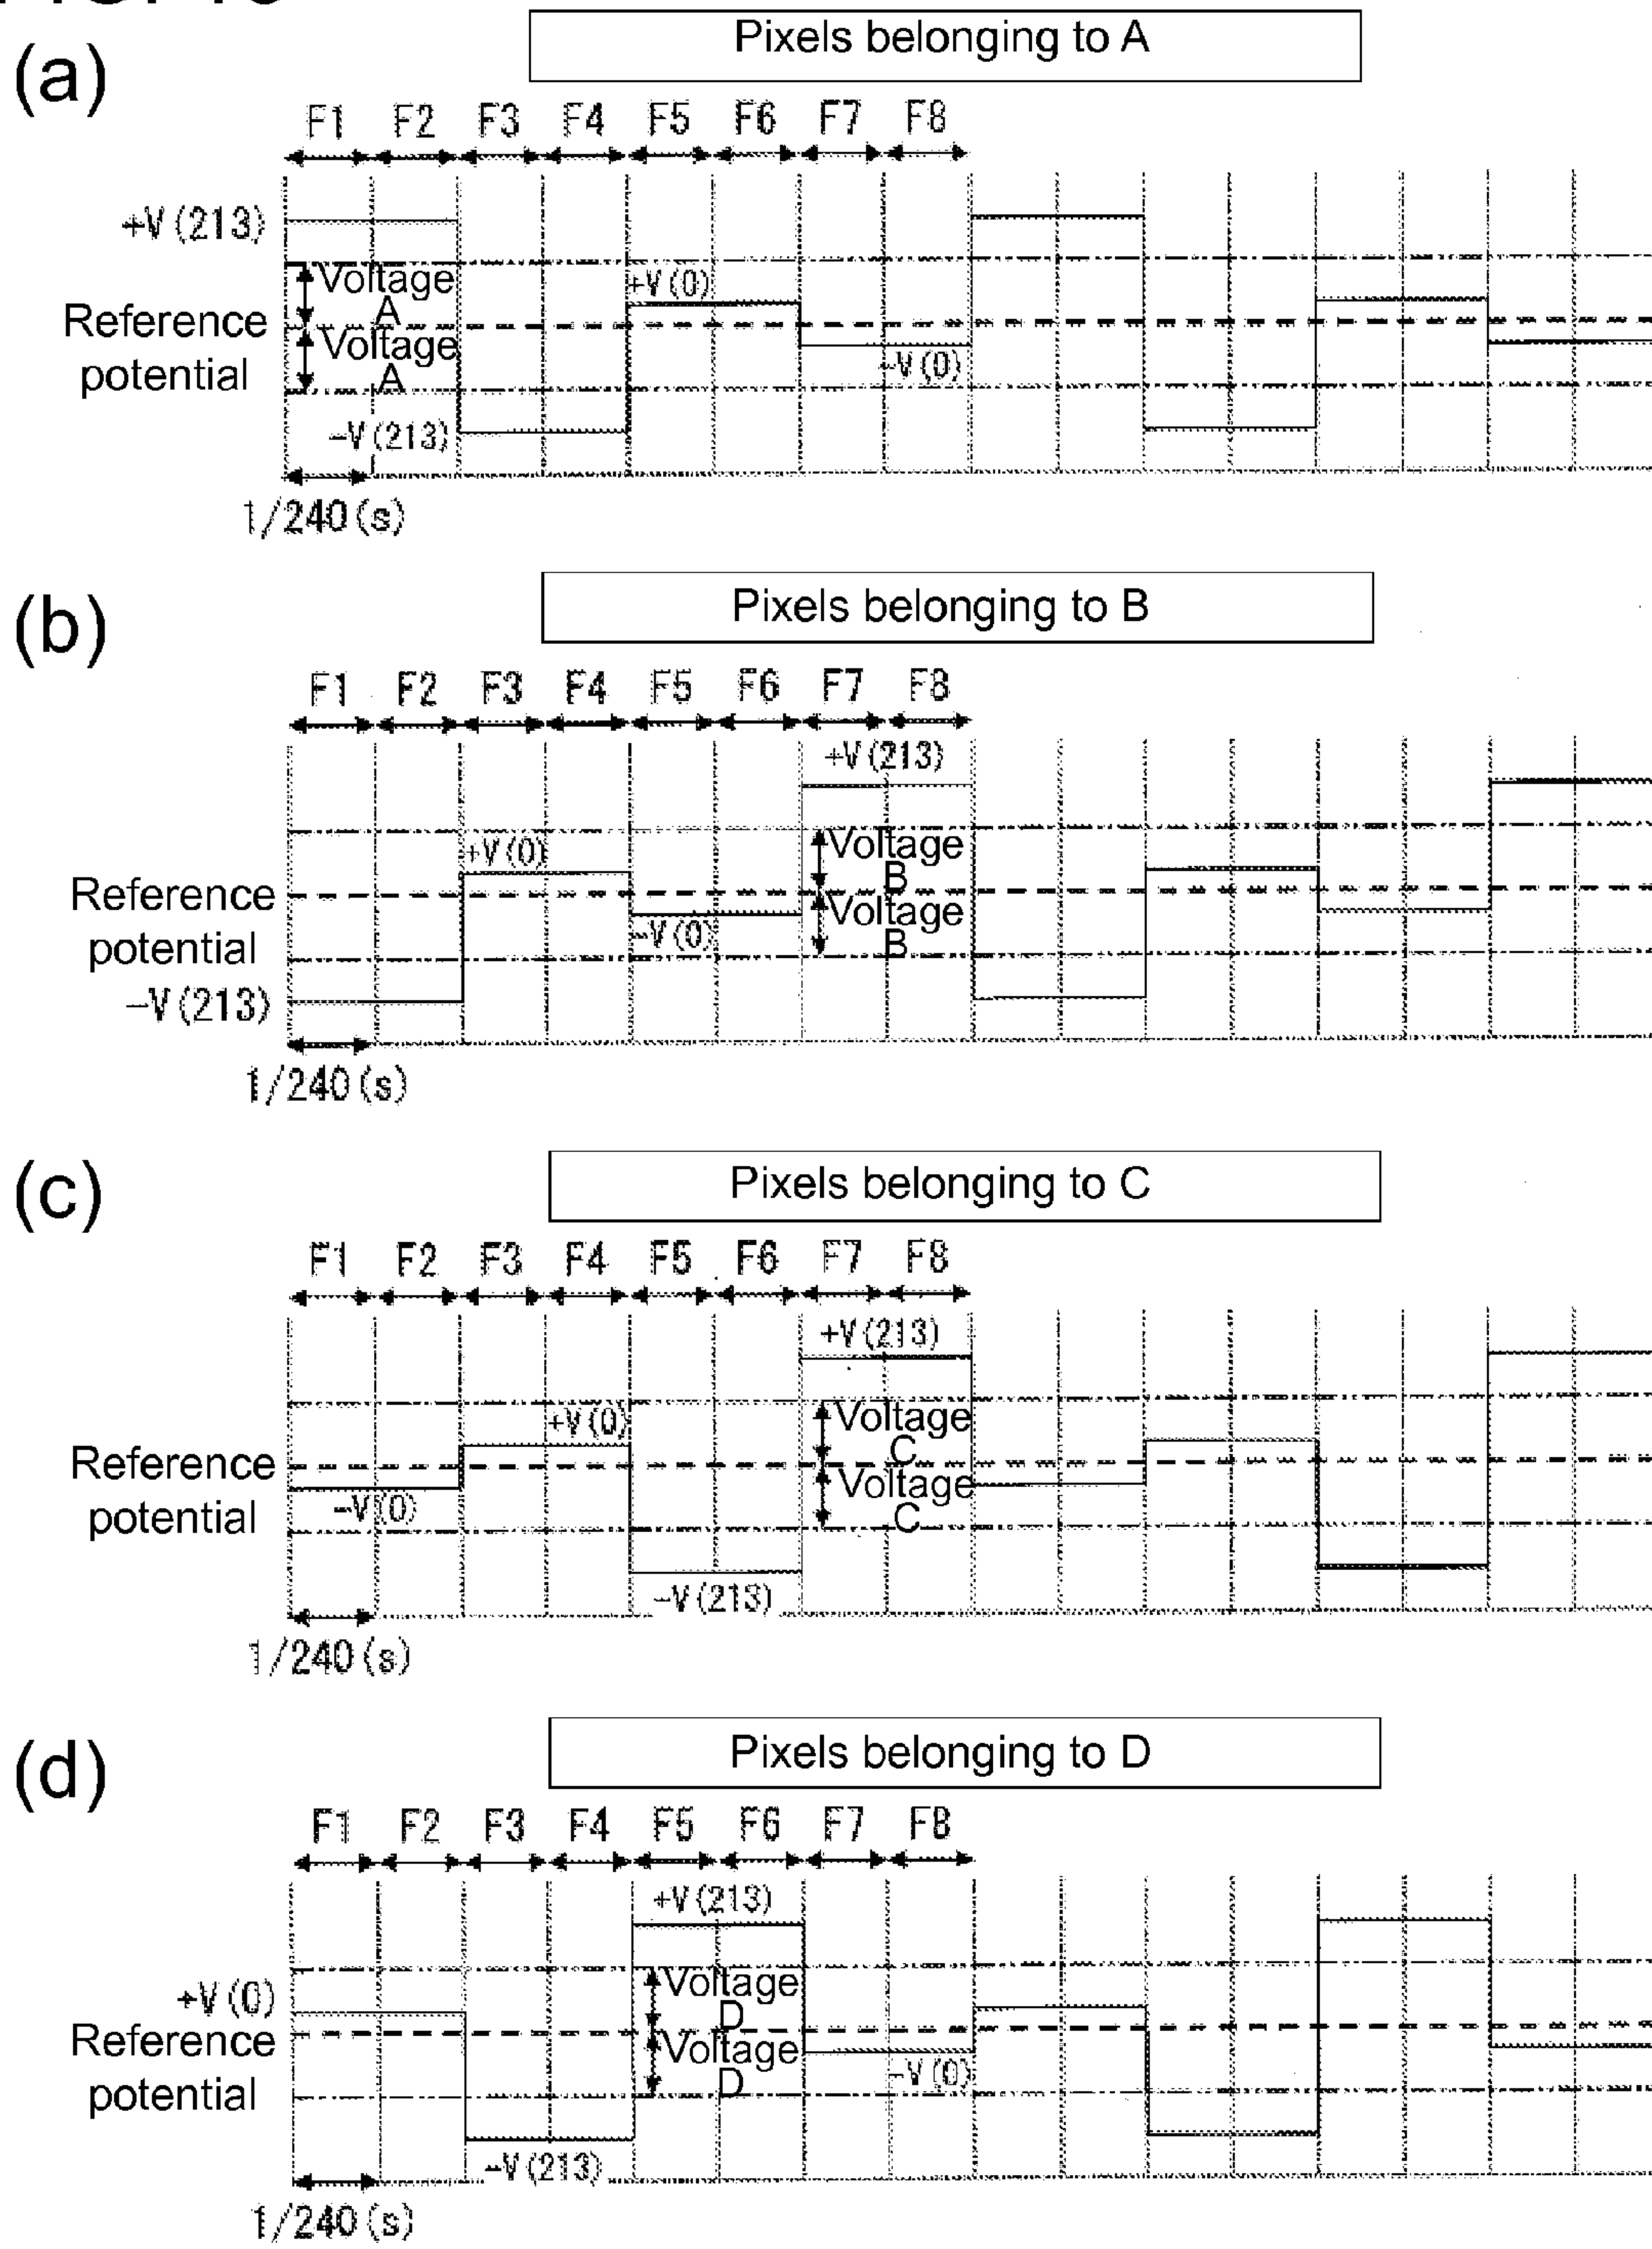 (a)
Pixels belonging to A
F1 F2 F3 F4 F5 F6 F7 F8
+V(213)
Voltage
A
+V(0)
Reference
potential
Voltage
A
-V(0)
-V(213)
1/240(s)
(b)
Pixels belonging to B
F1 F2 F3 F4 F5 F6 F7 F8
+V(213)
+V(0)
Voltage
B
Reference
potential
Voltage
B
-V(0)
-V(213)
1/240(s)
(c)
Pixels belonging to C
F1 F2 F3 F4 F5 F6 F7 F8
+V(213)
+V(0)
Voltage
C
Reference
potential
Voltage
C
-V(0)
-V(213)
1/240(s)
(d)
Pixels belonging to D
F1 F2 F3 F4 F5 F6 F7 F8
+V(213)
+V(0)
Voltage
D
Reference
potential
Voltage
D
-V(0)
-V(213)
1/240(s)